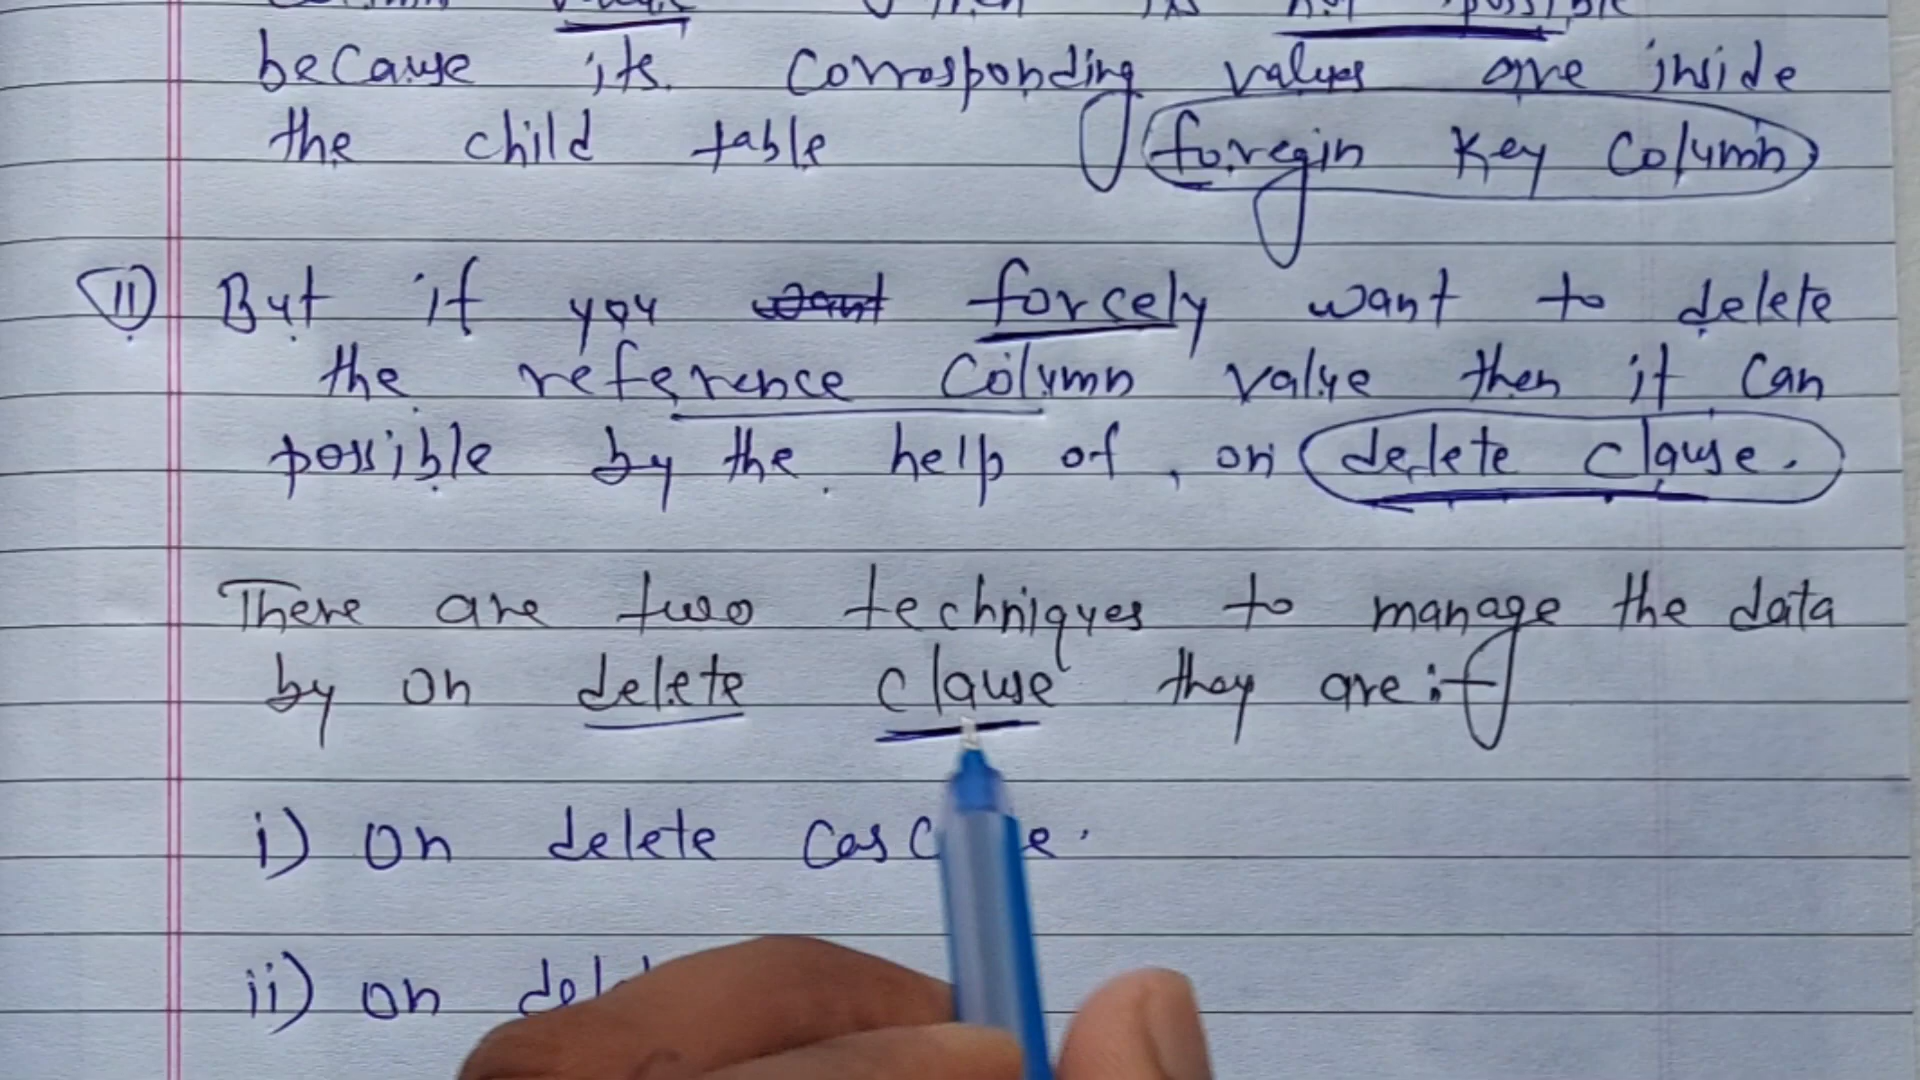 because its corresponding values are inside
the child table foregin key column
(II) But if you forcely want to delete
the reference column value then it can
possible by the help of, on delete clause.
There are two techniques to manage the data
by on delete clause they are :-
i) on delete
ii) on